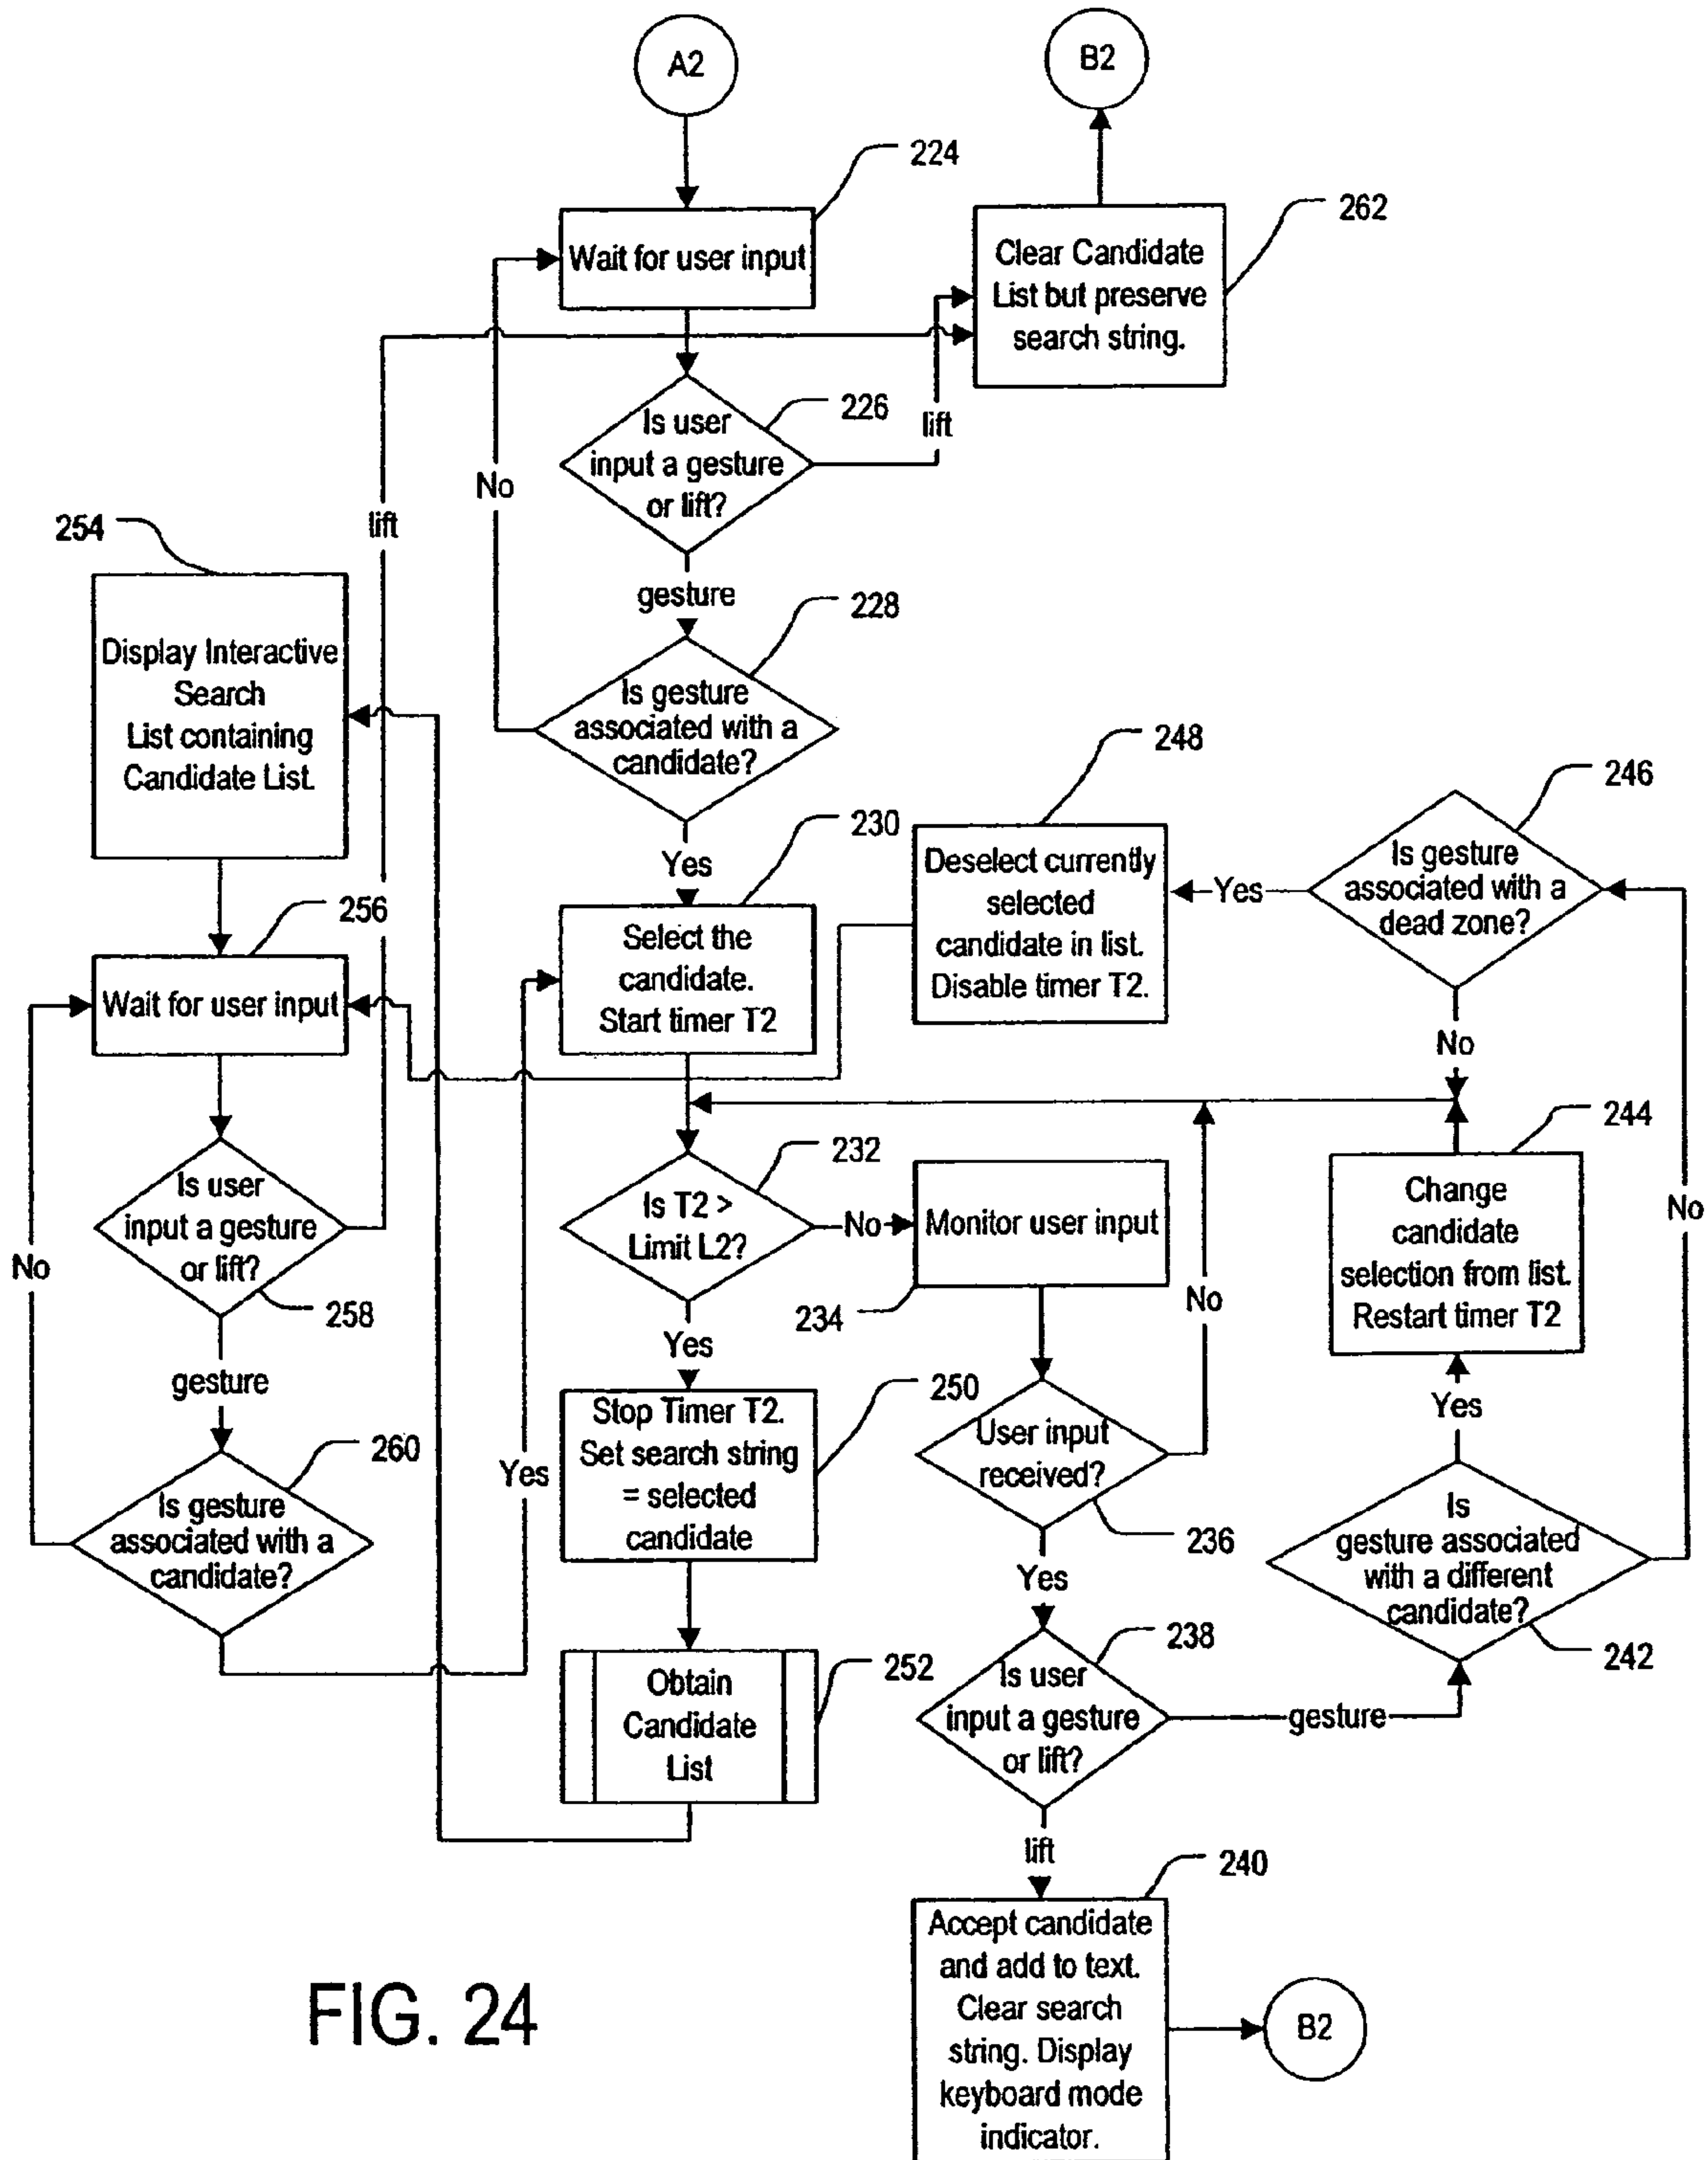 A2
B2
224
Wait for user input
262
Clear Candidate
List but preserve
search string.
226
Is user
input a gesture
or lift?
lift
No
lift
gesture
254
Display Interactive
Search
List containing
Candidate List.
228
Is gesture
associated with a
candidate?
Yes
230
Select the
candidate.
Start timer T2
248
Deselect currently
selected
candidate in list.
Disable timer T2.
Yes
246
Is gesture
associated with a
dead zone?
No
256
Wait for user input
258
Is user
input a gesture
or lift?
No
gesture
260
Is gesture
associated with a
candidate?
Yes
232
Is T2 >
Limit L2?
No
Yes
234
Monitor user input
No
244
Change
candidate
selection from list.
Restart timer T2
No
Yes
250
Stop Timer T2.
Set search string
= selected
candidate
236
User input
received?
Yes
242
Is
gesture associated
with a different
candidate?
252
Obtain
Candidate
List
238
Is user
input a gesture
or lift?
gesture
lift
240
Accept candidate
and add to text.
Clear search
string. Display
keyboard mode
indicator.
B2
FIG. 24